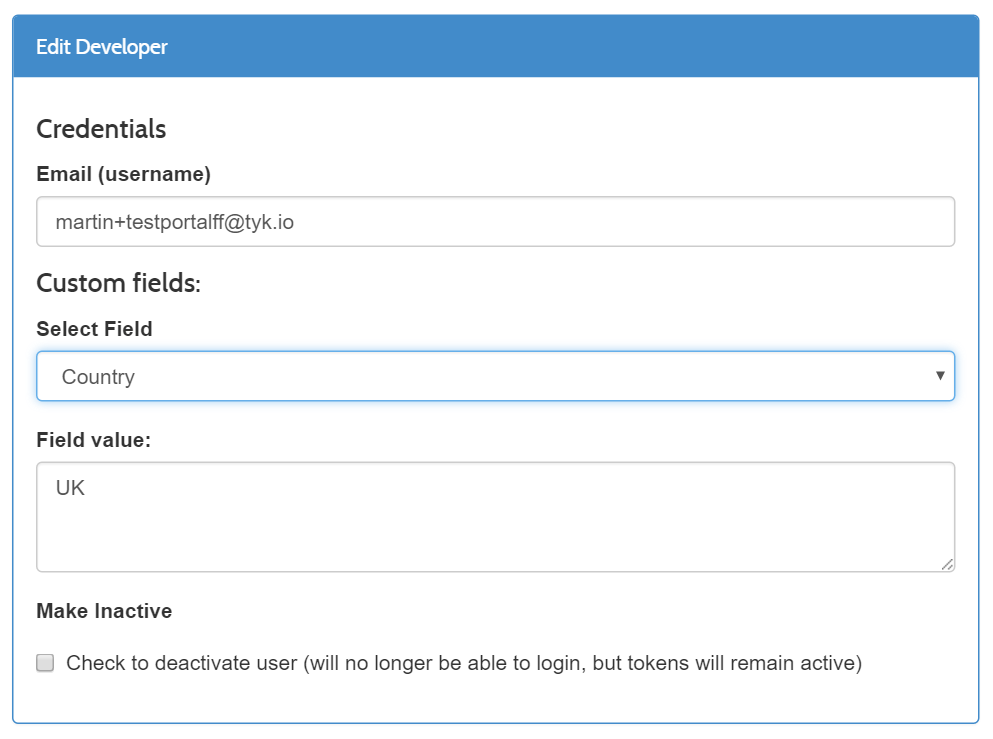 Edit Developer
Credentials
Email (username)
martin+testportalff@tyk.io
Custom fields:
Select Field
Country
Field value:
UK
Make Inactive
Check to deactivate user (will no longer be able to login, but tokens will remain active)